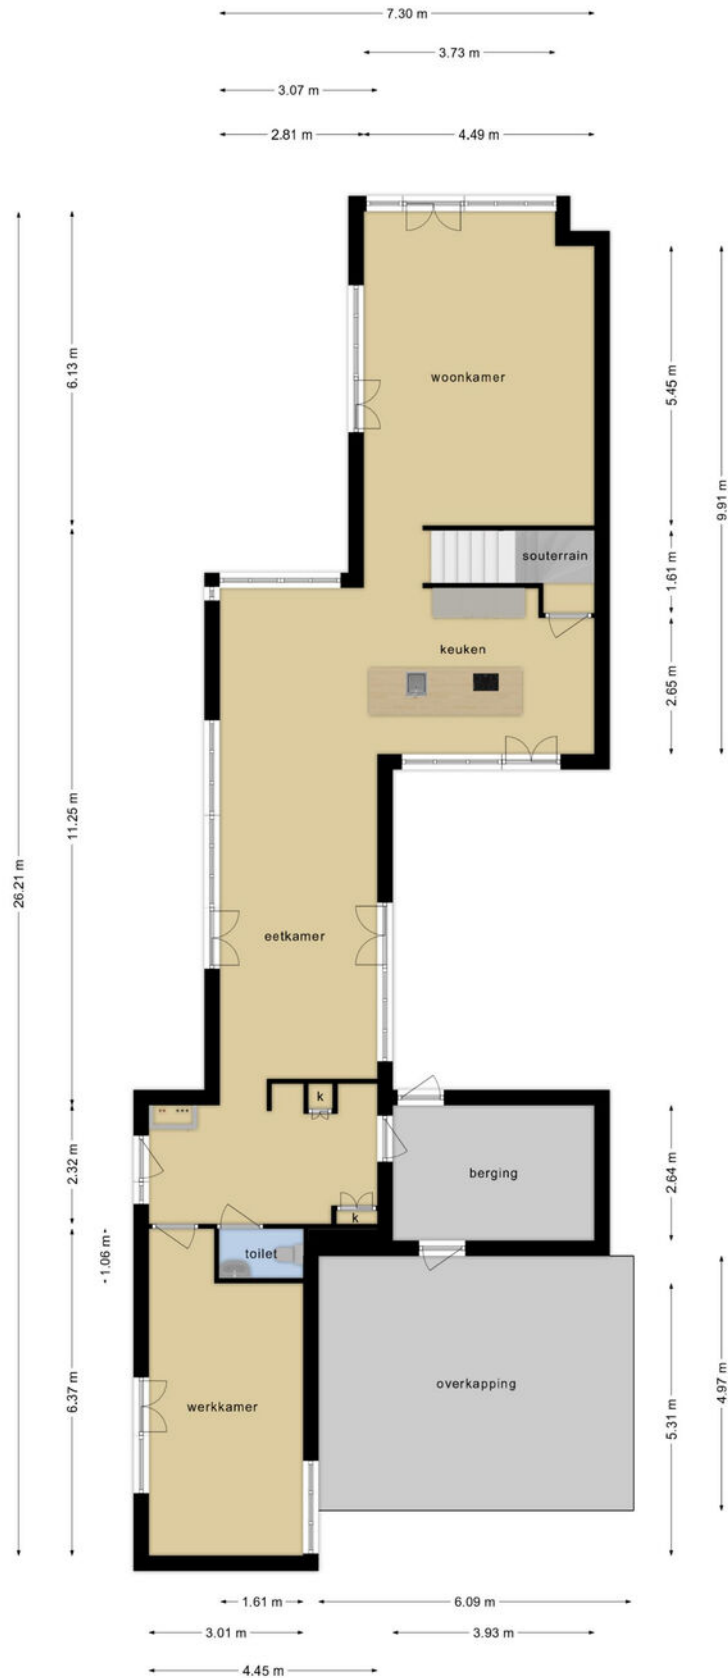 7.30 m
3.73 m
3.07 m
2.81 m
4.49 m
woonkamer
6.13 m
5.45 m
9.91 m
souterrain
1.61 m
keuken
2.65 m
11.25 m
26.21 m
eetkamer
k
2.32 m
berging
2.64 m
k
1.06 m
toilet
overkapping
4.97 m
werkkamer
6.37 m
5.31 m
1.61 m
6.09 m
3.01 m
3.93 m
4.45 m